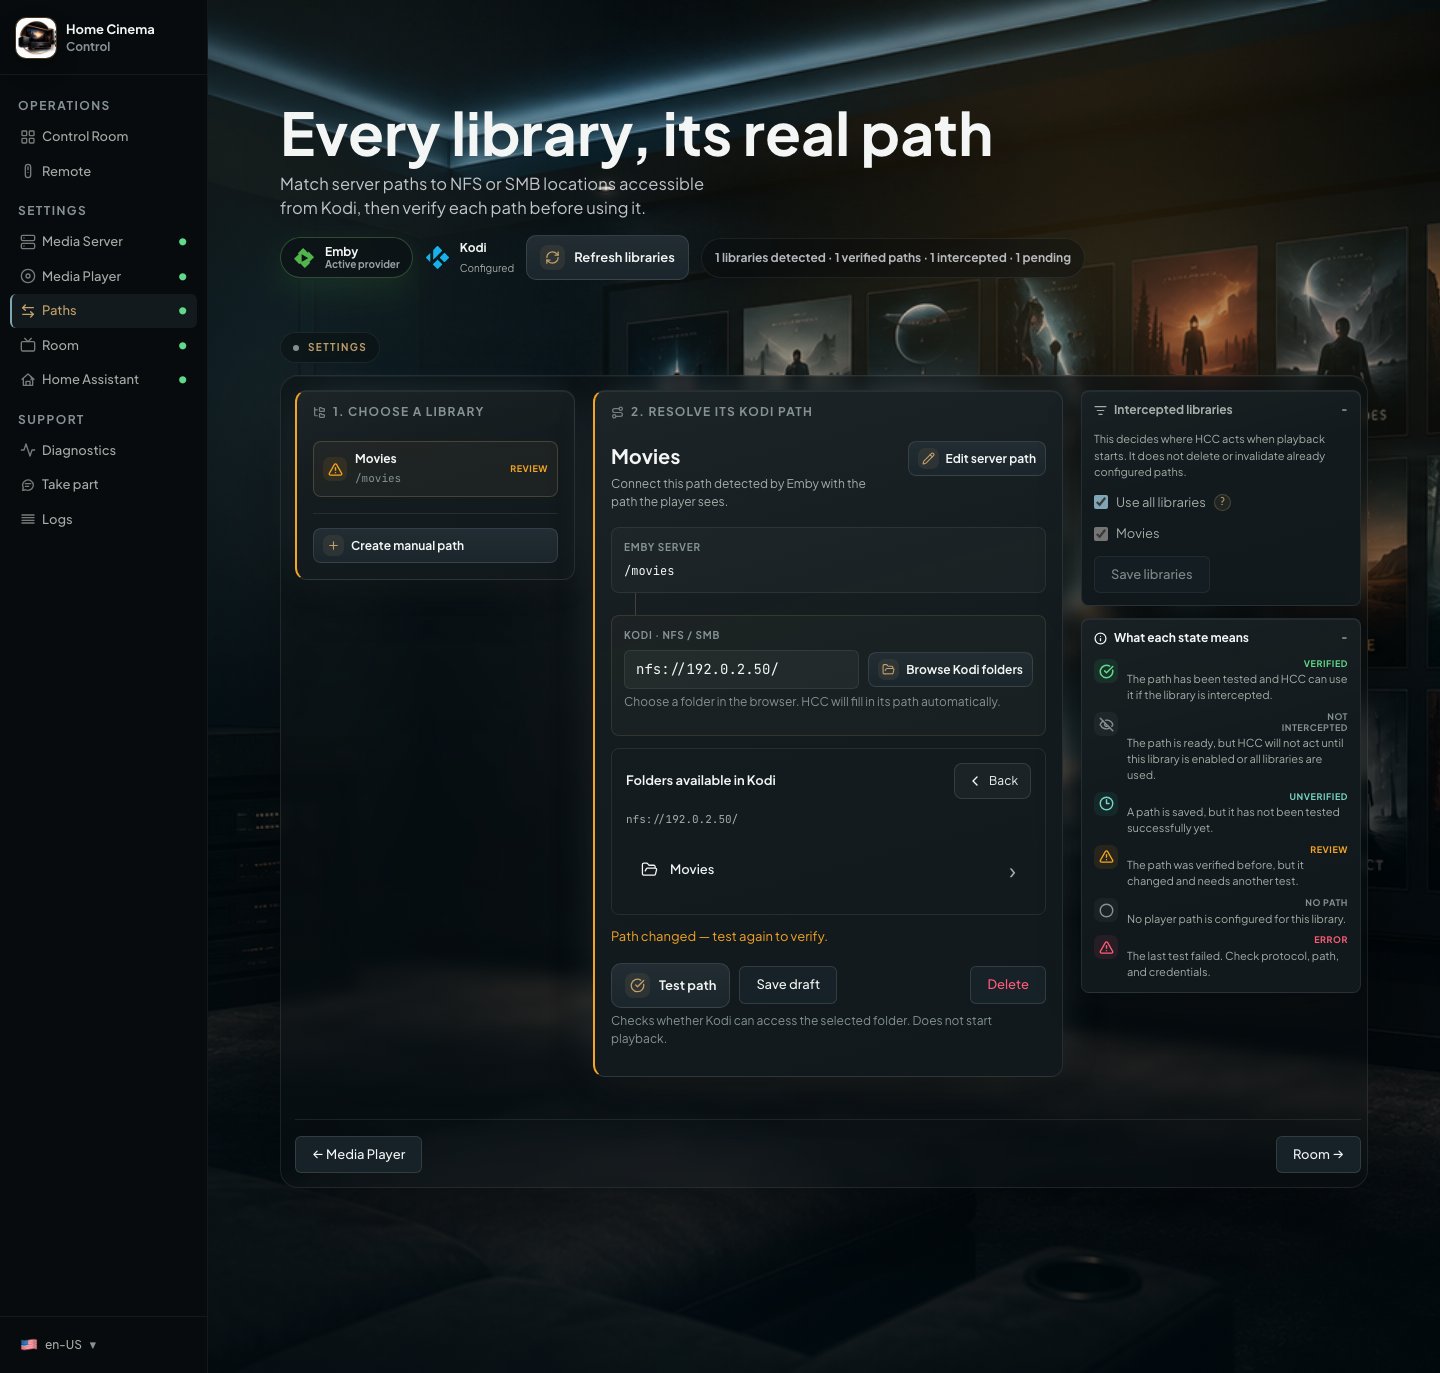 Home Cinema
Control
OPERATIONS
Control Room
Remote
SETTINGS
Media Server
Media Player
Paths
Room
Home Assistant
SUPPORT
Diagnostics
Take part
Logs
en-US ▾
Every library, its real path
Match server paths to NFS or SMB locations accessible
from Kodi, then verify each path before using it.
Emby
Active provider
Kodi
Configured
Refresh libraries
1 libraries detected · 1 verified paths · 1 intercepted · 1 pending
SETTINGS
1. CHOOSE A LIBRARY
Movies
/movies
REVIEW
+ Create manual path
2. RESOLVE ITS KODI PATH
Movies
Edit server path
Connect this path detected by Emby with the
path the player sees.
EMBY SERVER
/movies
KODI · NFS / SMB
nfs://192.0.2.50/
Browse Kodi folders
Choose a folder in the browser. HCC will fill in its path automatically.
Folders available in Kodi
Back
nfs://192.0.2.50/
Movies
Path changed — test again to verify.
Test path
Save draft
Delete
Checks whether Kodi can access the selected folder. Does not start
playback.
Intercepted libraries -
This decides where HCC acts when playback
starts. It does not delete or invalidate already
configured paths.
Use all libraries ?
Movies
Save libraries
What each state means -
VERIFIED
The path has been tested and HCC can use
it if the library is intercepted.
NOT
INTERCEPTED
The path is ready, but HCC will not act until
this library is enabled or all libraries are
used.
UNVERIFIED
A path is saved, but it has not been tested
successfully yet.
REVIEW
The path was verified before, but it
changed and needs another test.
NO PATH
No player path is configured for this library.
ERROR
The last test failed. Check protocol, path,
and credentials.
← Media Player
Room →